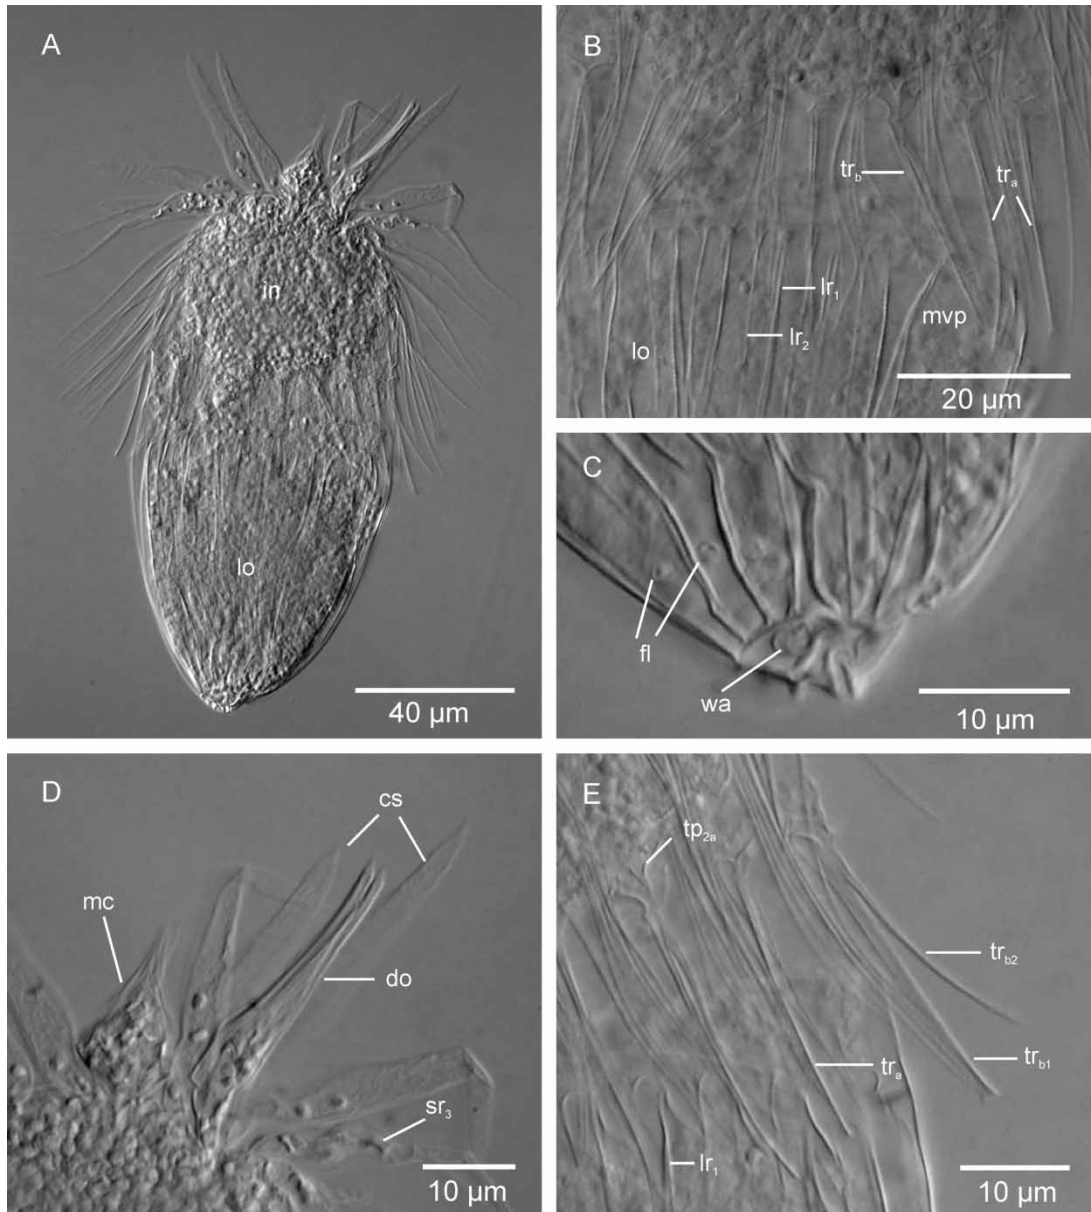 A
in
lo
40 µm
B
tr_b
tr_a
lr_1
lr_2
mvp
lo
20 µm
C
fl
wa
10 µm
D
cs
mc
do
sr_3
10 µm
E
tp_2a
tr_b2
tr_b1
tr_a
lr_1
10 µm